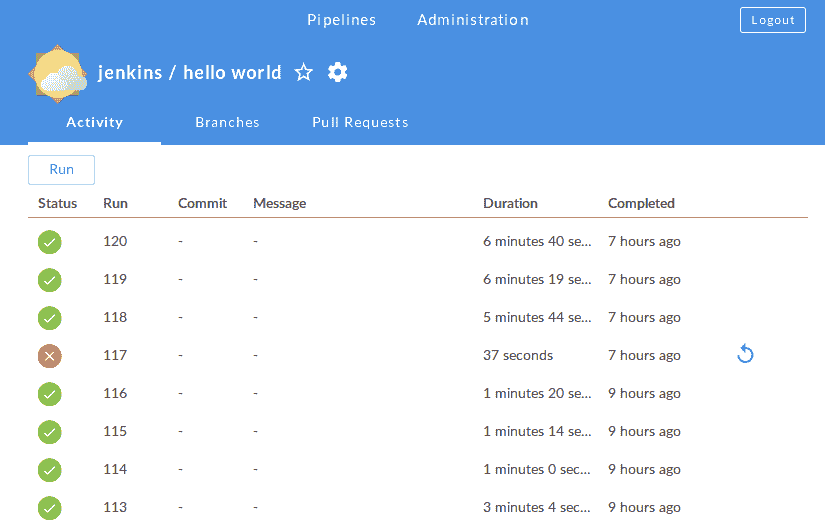 Pipelines Administration Logout
jenkins / hello world
Activity Branches Pull Requests
Run
Status Run Commit Message Duration Completed
120 - - 6 minutes 40 se... 7 hours ago
119 - - 6 minutes 19 se... 7 hours ago
118 - - 5 minutes 44 se... 7 hours ago
117 - - 37 seconds 7 hours ago
116 - - 1 minutes 20 se... 9 hours ago
115 - - 1 minutes 14 se... 9 hours ago
114 - - 1 minutes 0 sec... 9 hours ago
113 - - 3 minutes 4 sec... 9 hours ago